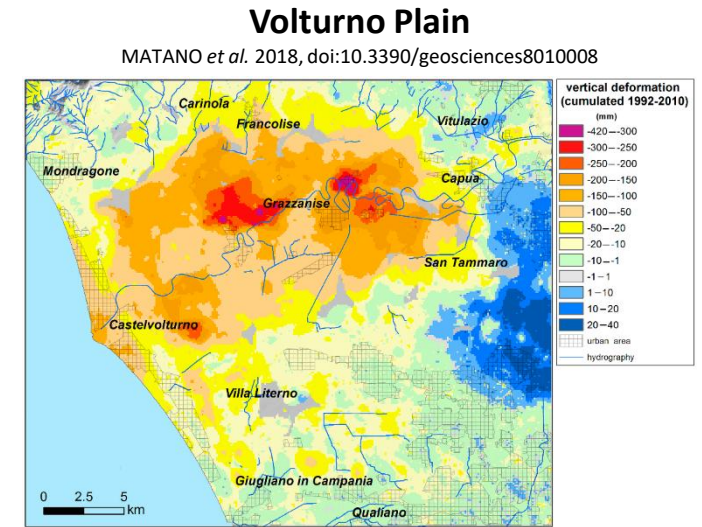 Volturno Plain
MATANO et al. 2018, doi:10.3390/geosciences8010008
Carinola
Francolise
Vitulazio
Mondragone
Capua
Grazzanise
San Tammaro
Castelvolturno
Villa Literno
Giugliano in Campania
Qualiano
0 2.5 5
km
vertical deformation
(cumulated 1992-2010)
(mm)
-420—-300
-300—-250
-250—-200
-200—-150
-150—-100
-100—-50
-50—-20
-20—-10
-10—-1
-1—1
1—10
10—20
20—40
urban area
hydrography